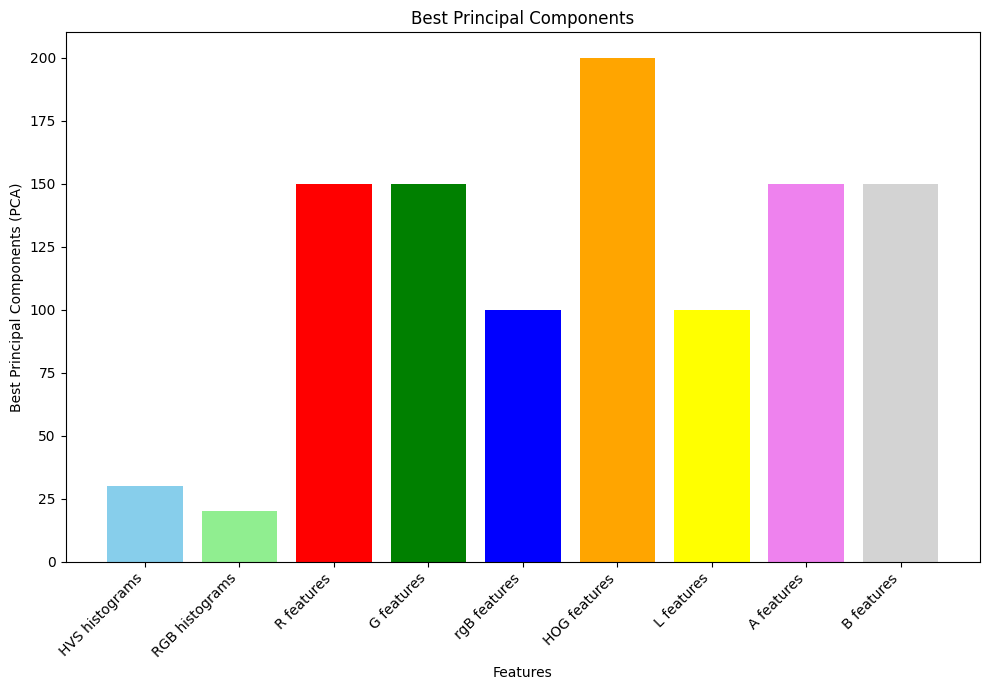 Best Principal Components
Best Principal Components (PCA)
200
175
150
125
100
75
50
25
0
HVS histograms
RGB histograms
R features
G features
rgB features
HOG features
L features
A features
B features
Features